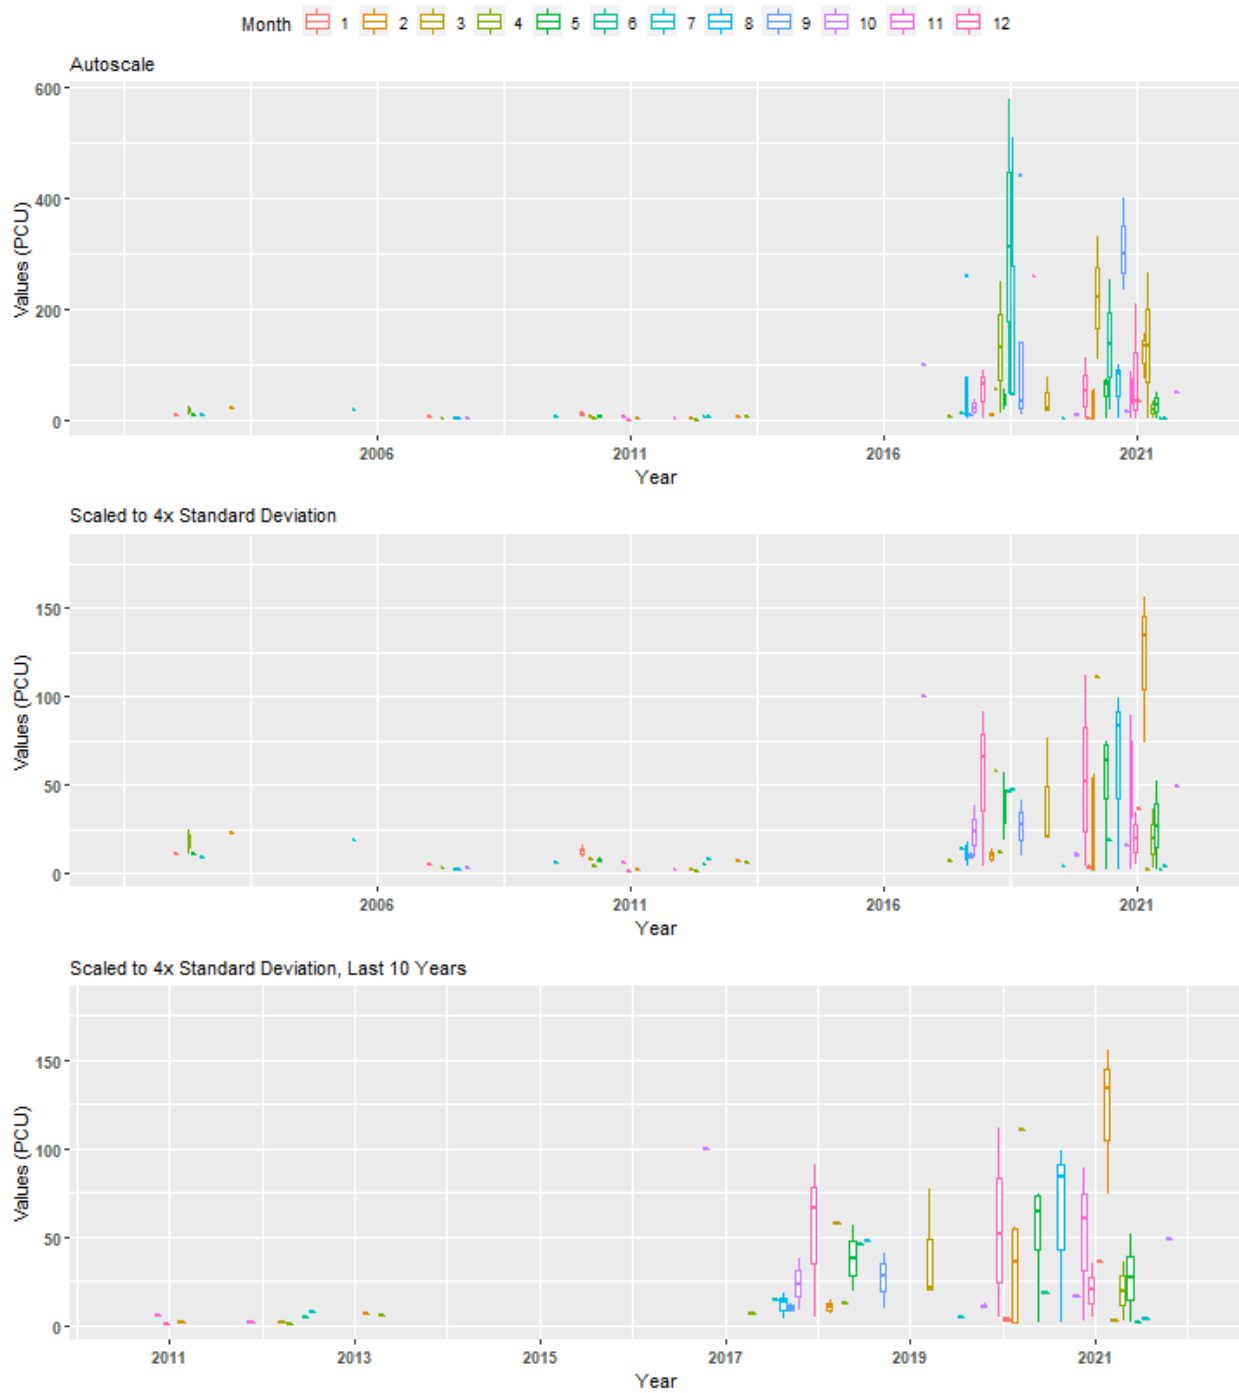 Month 1 2 3 4 5 6 7 8 9 10 11 12
Autoscale
600
400
200
0
Values (PCU)
2006 2011 2016 2021
Year
Scaled to 4x Standard Deviation
150
100
50
0
Values (PCU)
2006 2011 2016 2021
Year
Scaled to 4x Standard Deviation, Last 10 Years
150
100
50
0
Values (PCU)
2011 2013 2015 2017 2019 2021
Year